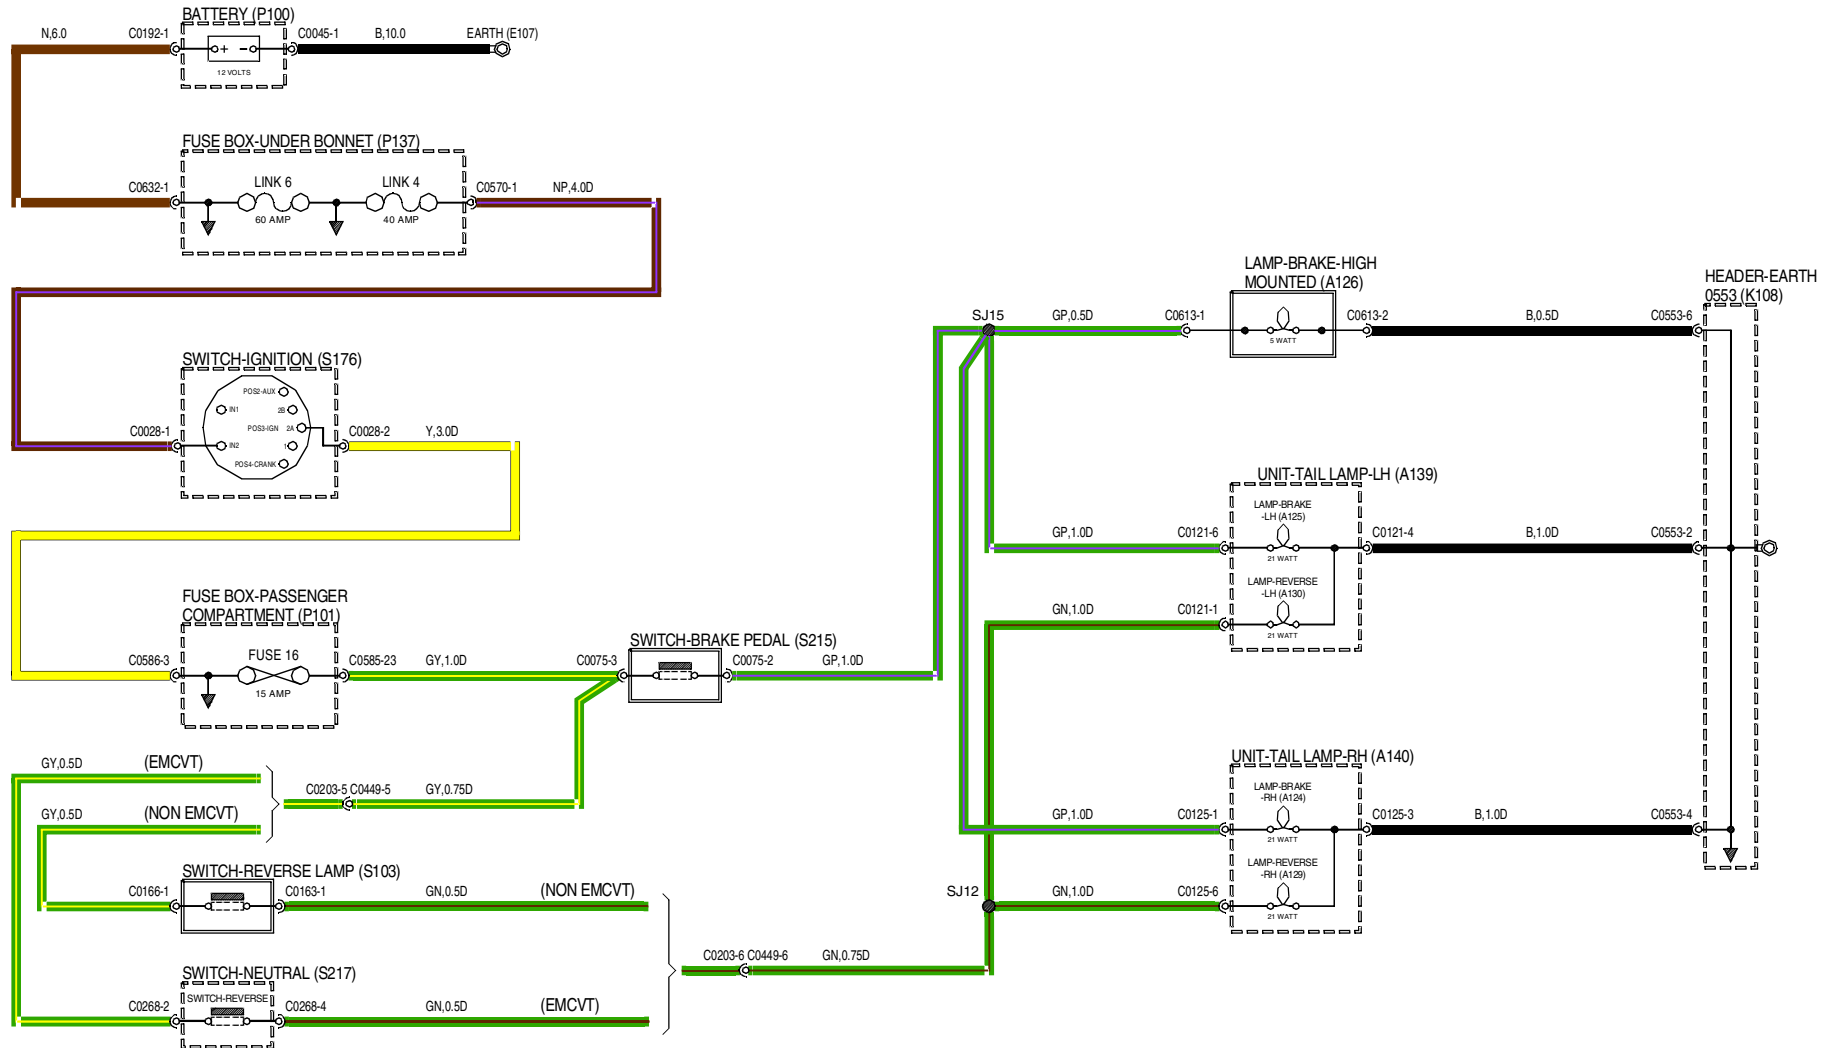 BATTERY (P100)
N,6.0
C0192-1
+ -
12 VOLTS
C0045-1
B,10.0
EARTH (E107)
FUSE BOX-UNDER BONNET (P137)
C0632-1
LINK 6
60 AMP
LINK 4
40 AMP
C0570-1
NP,4.0D
SWITCH-IGNITION (S176)
C0028-1
POS2-AUX
IN1
2B
POS3-IGN
2A
IN2
1
POS4-CRANK
C0028-2
Y,3.0D
FUSE BOX-PASSENGER
COMPARTMENT (P101)
C0586-3
FUSE 16
15 AMP
C0585-23
GY,1.0D
C0075-3
SWITCH-BRAKE PEDAL (S215)
C0075-2
GP,1.0D
GY,0.5D
(EMCVT)
GY,0.5D
(NON EMCVT)
C0203-5 C0449-5
GY,0.75D
SWITCH-REVERSE LAMP (S103)
C0166-1
C0163-1
GN,0.5D
(NON EMCVT)
SWITCH-NEUTRAL (S217)
C0268-2
SWITCH-REVERSE
C0268-4
GN,0.5D
(EMCVT)
C0203-6 C0449-6
GN,0.75D
SJ15
GP,0.5D
C0613-1
LAMP-BRAKE-HIGH
MOUNTED (A126)
5 WATT
C0613-2
B,0.5D
C0553-6
HEADER-EARTH
0553 (K108)
UNIT-TAIL LAMP-LH (A139)
GP,1.0D
C0121-6
LAMP-BRAKE
-LH (A125)
21 WATT
C0121-4
B,1.0D
C0553-2
GN,1.0D
C0121-1
LAMP-REVERSE
-LH (A130)
21 WATT
UNIT-TAIL LAMP-RH (A140)
GP,1.0D
C0125-1
LAMP-BRAKE
-RH (A124)
21 WATT
C0125-3
B,1.0D
C0553-4
SJ12
GN,1.0D
C0125-6
LAMP-REVERSE
-RH (A129)
21 WATT